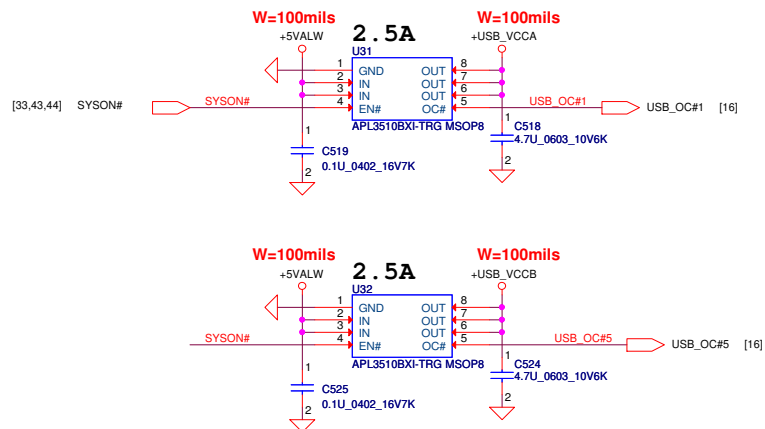 W=100mils
W=100mils
+5VALW
2.5A
+USB_VCCA
U31
1 GND OUT 8
2 IN OUT 7
3 IN OUT 6
[33,43,44] SYSON# SYSON# 4 EN# OC# 5 USB_OC#1 USB_OC#1 [16]
APL3510BXI-TRG MSOP8
1 C518
4.7U_0603_10V6K
2
1 C519
0.1U_0402_16V7K
2
W=100mils
W=100mils
+5VALW
2.5A
+USB_VCCB
U32
1 GND OUT 8
2 IN OUT 7
3 IN OUT 6
SYSON# 4 EN# OC# 5 USB_OC#5 USB_OC#5 [16]
APL3510BXI-TRG MSOP8
1 C524
4.7U_0603_10V6K
2
1 C525
0.1U_0402_16V7K
2